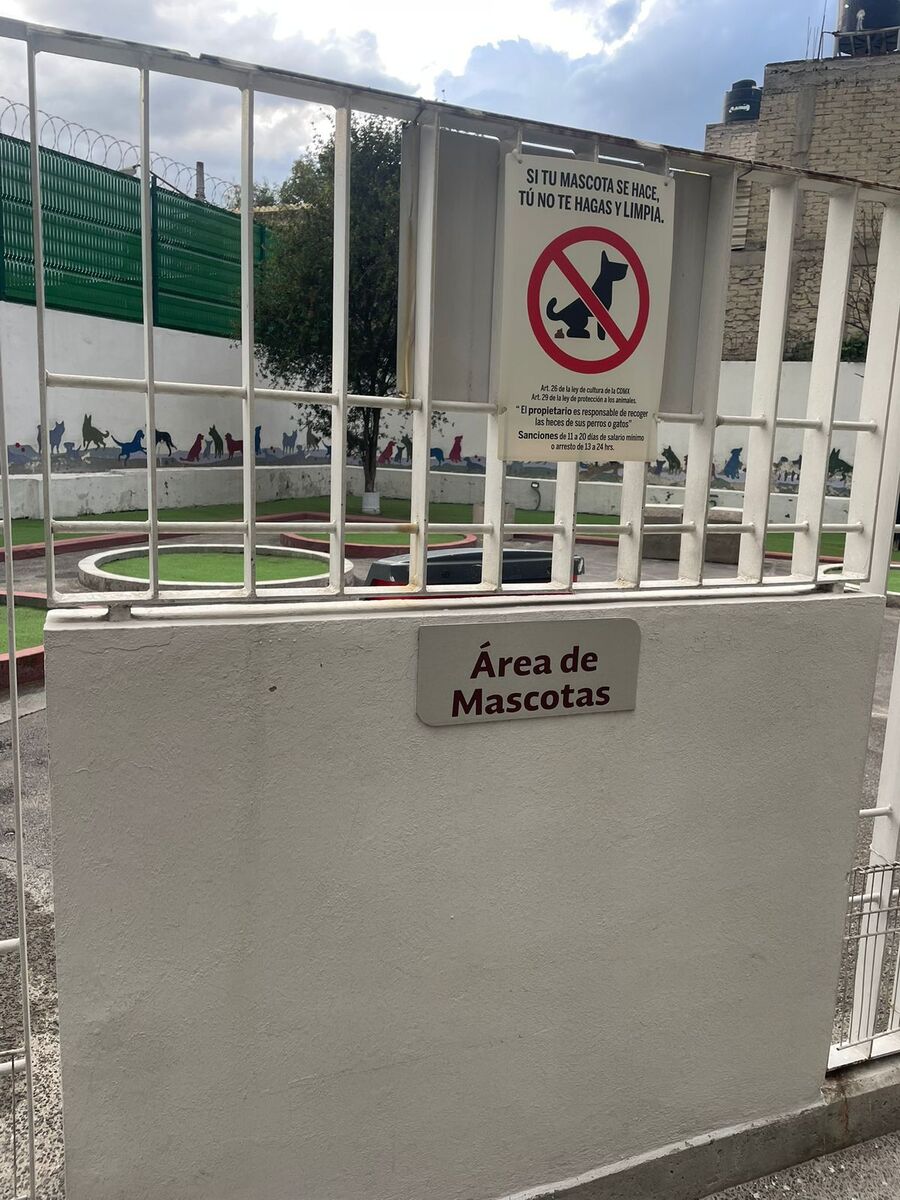 SI TU MASCOTA SE HACE,
TÚ NO TE HAGAS Y LIMPIA.
Art. 26 de la ley de cultura de la CDMX
Art. 29 de la ley de protección a los animales.
"El propietario es responsable de recoger
las heces de sus perros o gatos"
Sanciones de 11 a 20 días de salario mínimo
o arresto de 13 a 24 hrs.
Área de
Mascotas